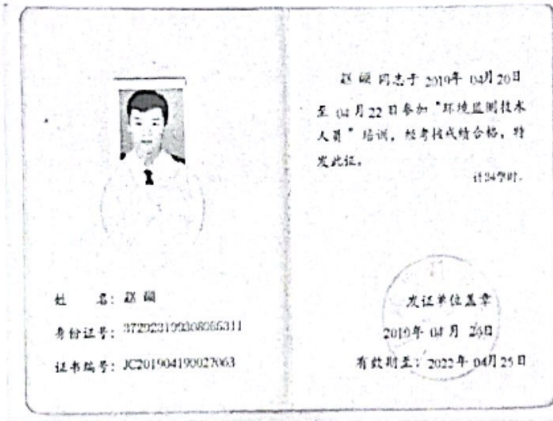 姓 名：赵硕
身份证号：
证书编号：JC201904190027063
赵硕 同志于 2019年 04月 20日
至 04月 22日参加“环境监测技术
人员”培训，经考核成绩合格，特
发此证。
计24学时。
发证单位盖章
2019年 04月 26日
有效期至：2022年 04月 25日